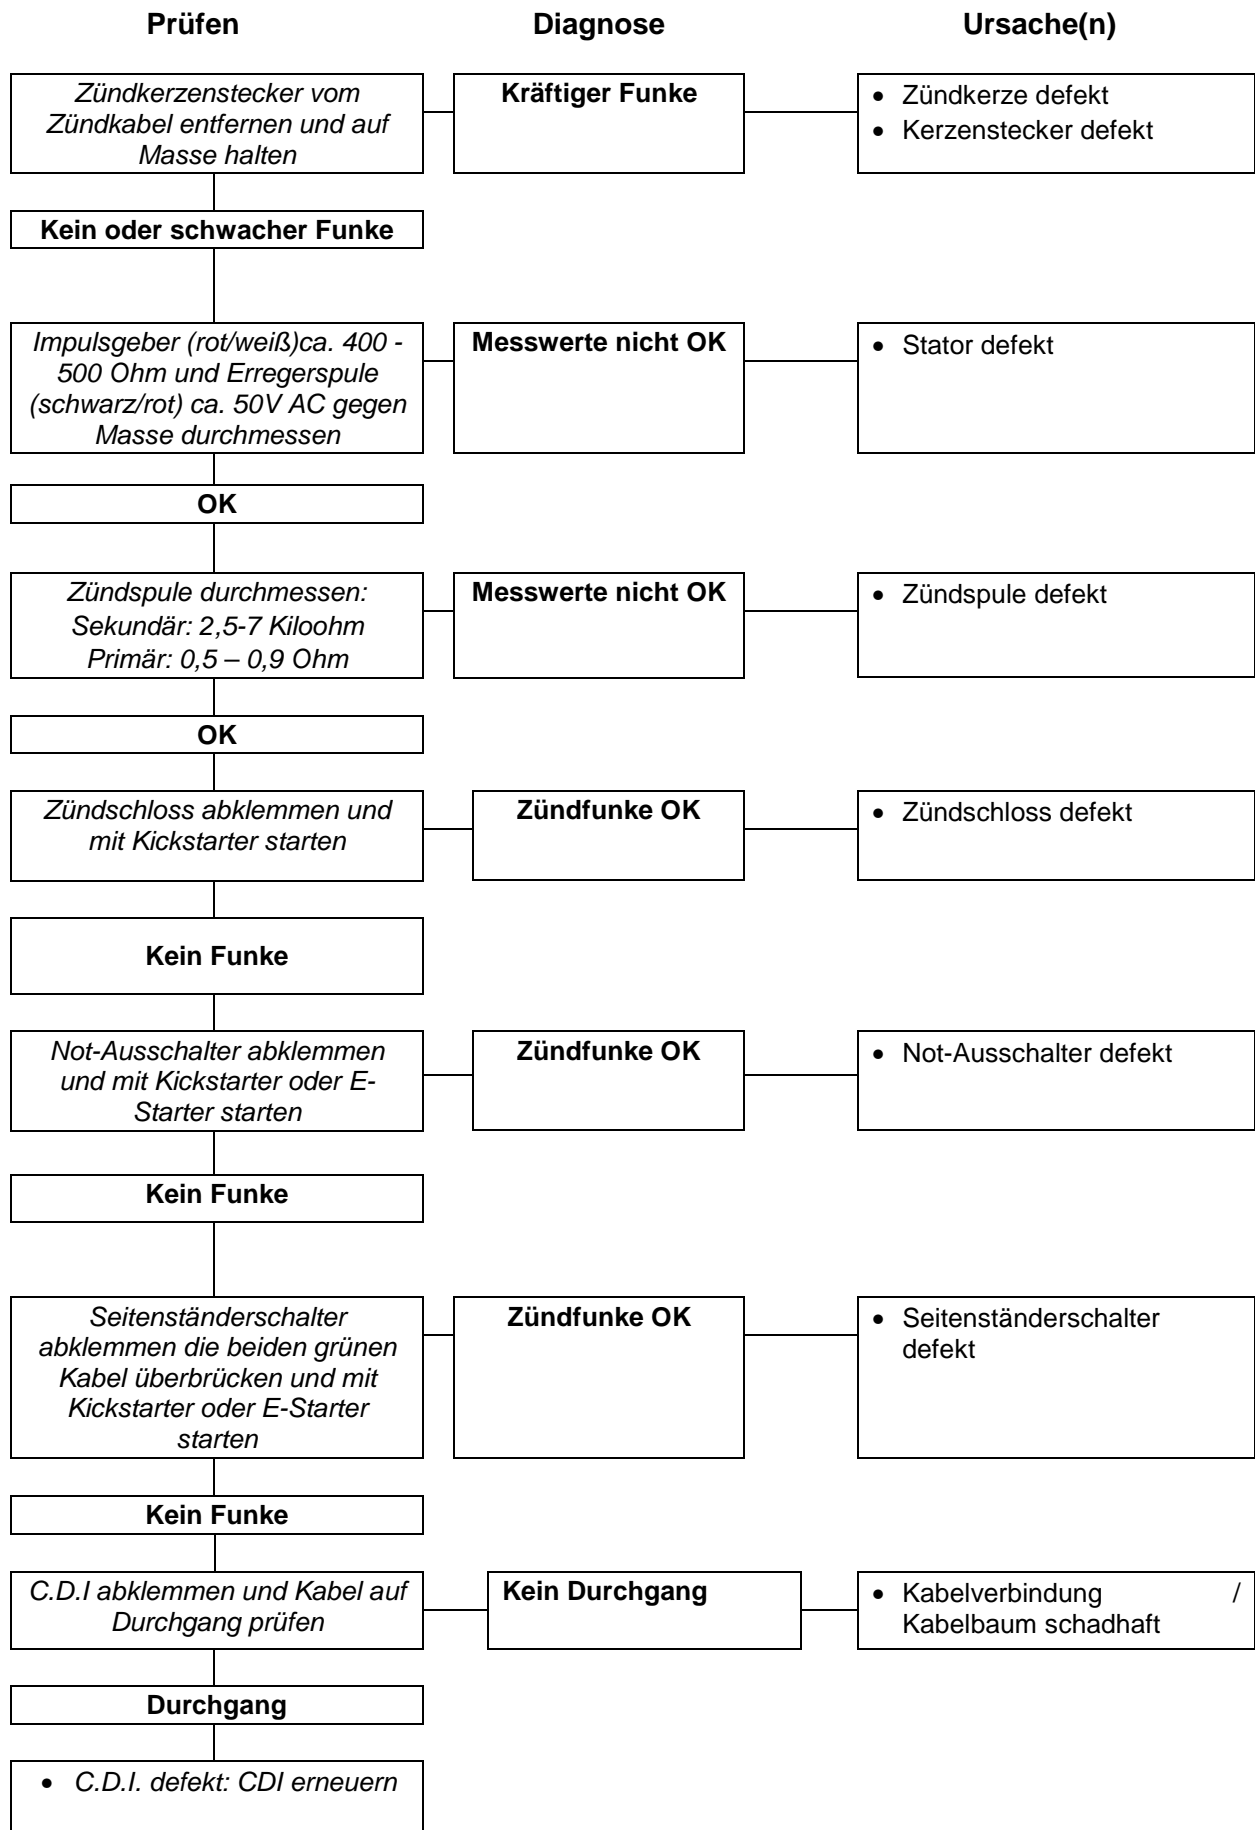 Prüfen
Diagnose
Ursache(n)
Zündkerzenstecker vom
Zündkabel entfernen und auf
Masse halten
Kräftiger Funke
• Zündkerze defekt
• Kerzenstecker defekt
Kein oder schwacher Funke
Impulsgeber (rot/weiß)ca. 400 -
500 Ohm und Erregerspule
(schwarz/rot) ca. 50V AC gegen
Masse durchmessen
Messwerte nicht OK
• Stator defekt
OK
Zündspule durchmessen:
Sekundär: 2,5-7 Kiloohm
Primär: 0,5 – 0,9 Ohm
Messwerte nicht OK
• Zündspule defekt
OK
Zündschloss abklemmen und
mit Kickstarter starten
Zündfunke OK
• Zündschloss defekt
Kein Funke
Not-Ausschalter abklemmen
und mit Kickstarter oder E-
Starter starten
Zündfunke OK
• Not-Ausschalter defekt
Kein Funke
Seitenständerschalter
abklemmen die beiden grünen
Kabel überbrücken und mit
Kickstarter oder E-Starter
starten
Zündfunke OK
• Seitenständerschalter
defekt
Kein Funke
C.D.I abklemmen und Kabel auf
Durchgang prüfen
Kein Durchgang
• Kabelverbindung /
Kabelbaum schadhaft
Durchgang
• C.D.I. defekt: CDI erneuern